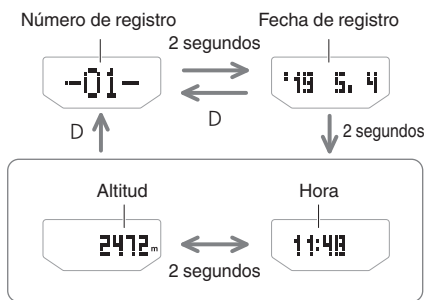 Número de registro
Fecha de registro
2 segundos
-01-
'19 5. 4
D
D
2 segundos
Altitud
Hora
2472m
11:48
2 segundos